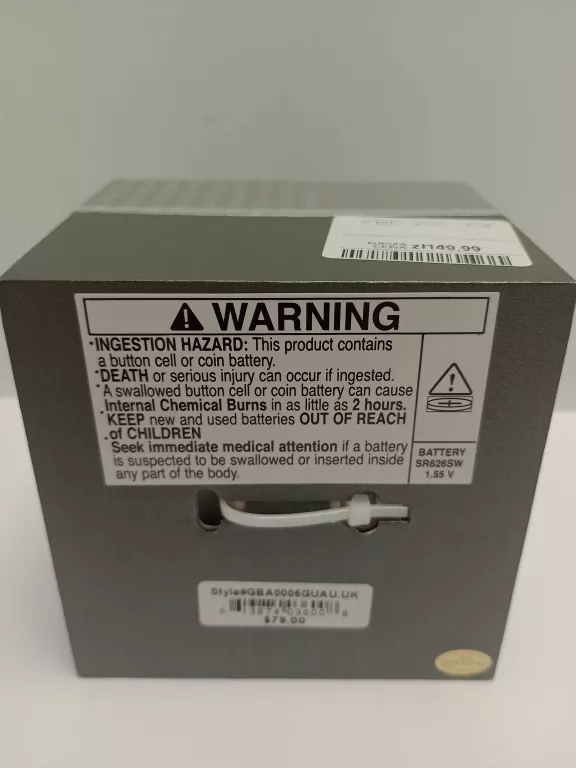 NASZA
CENA zł149,99
WARNING
·INGESTION HAZARD: This product contains
a button cell or coin battery.
·DEATH or serious injury can occur if ingested.
·A swallowed button cell or coin battery can cause
Internal Chemical Burns in as little as 2 hours.
·KEEP new and used batteries OUT OF REACH
of CHILDREN
·Seek immediate medical attention if a battery
is suspected to be swallowed or inserted inside
any part of the body.
BATTERY
SR626SW
1.55 V
Style#GBA0006GUAU.UK
$79.00